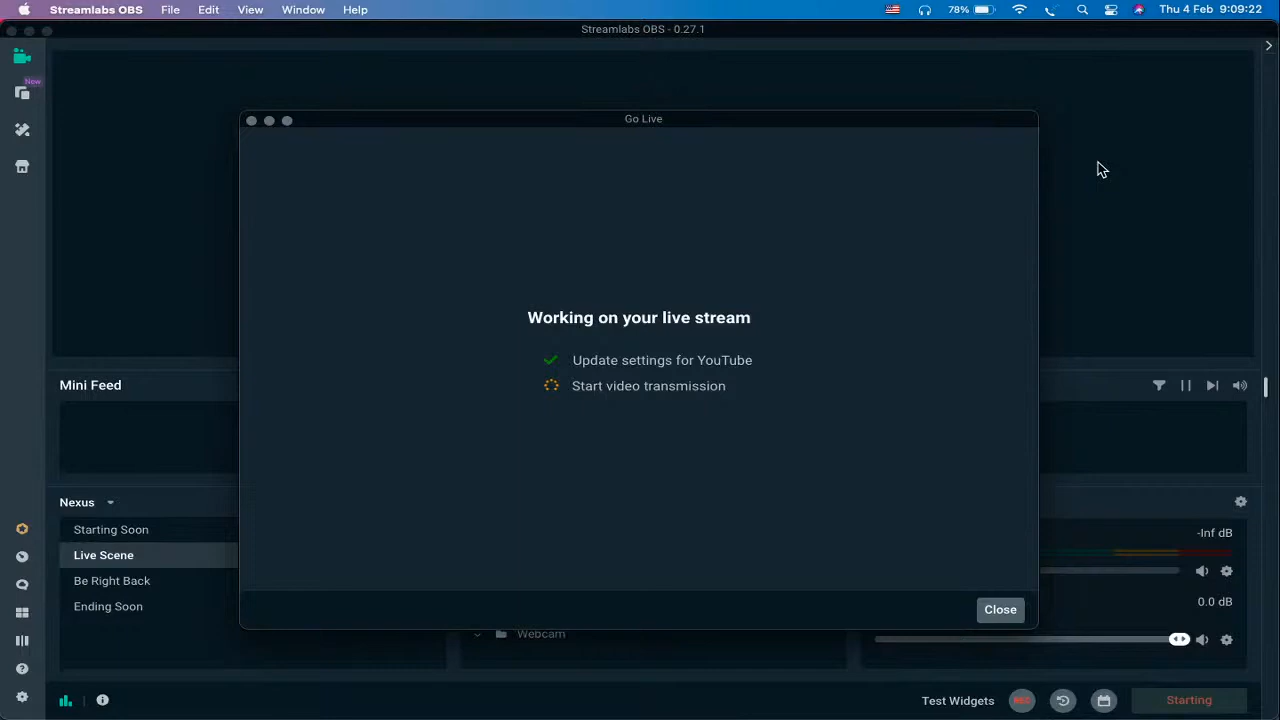 Streamlabs OBS File Edit View Window Help 78% Thu 4 Feb 9:09:22
Streamlabs OBS - 0.27.1
New
Go Live
Working on your live stream
Update settings for YouTube
Start video transmission
Mini Feed
Nexus
Starting Soon
-Inf dB
Live Scene
Be Right Back
0.0 dB
Ending Soon
Close
Webcam
Test Widgets REC Starting